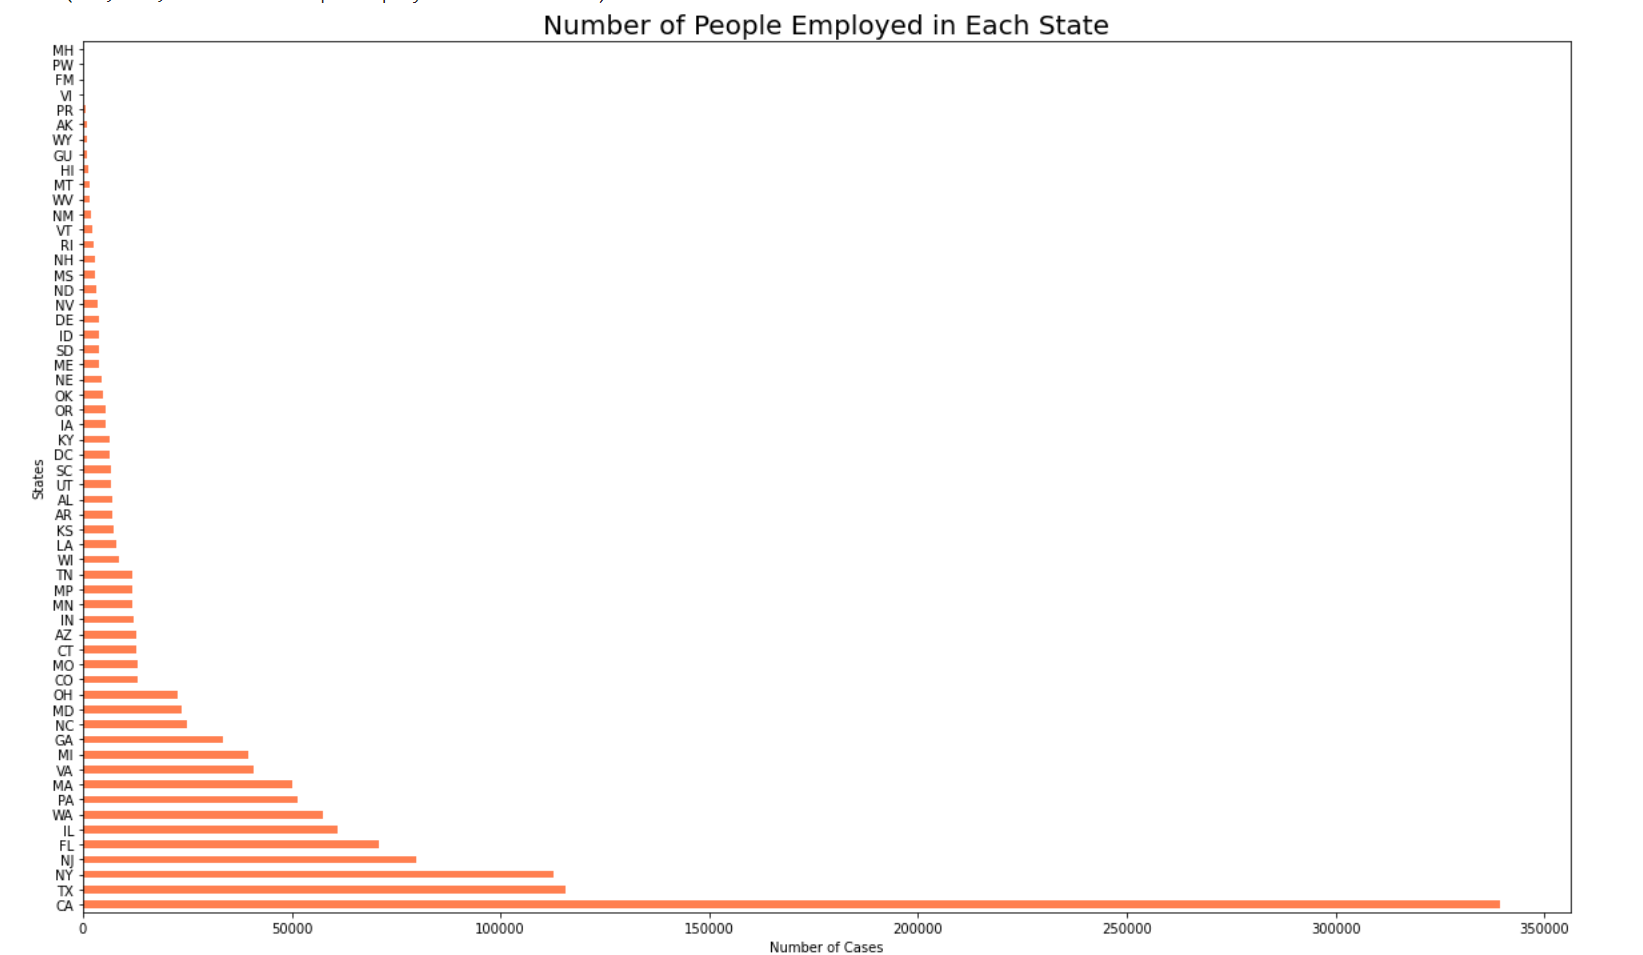 Number of People Employed in Each State
MH
PW
FM
VI
PR
AK
WY
GU
HI
MT
WV
NM
VT
RI
NH
MS
ND
NV
DE
ID
SD
ME
NE
OK
OR
IA
KY
DC
SC
UT
AL
AR
KS
LA
WI
TN
MP
MN
IN
AZ
CT
MO
CO
OH
MD
NC
GA
MI
VA
MA
PA
WA
IL
FL
NJ
NY
TX
CA
States
0 50000 100000 150000 200000 250000 300000 350000
Number of Cases